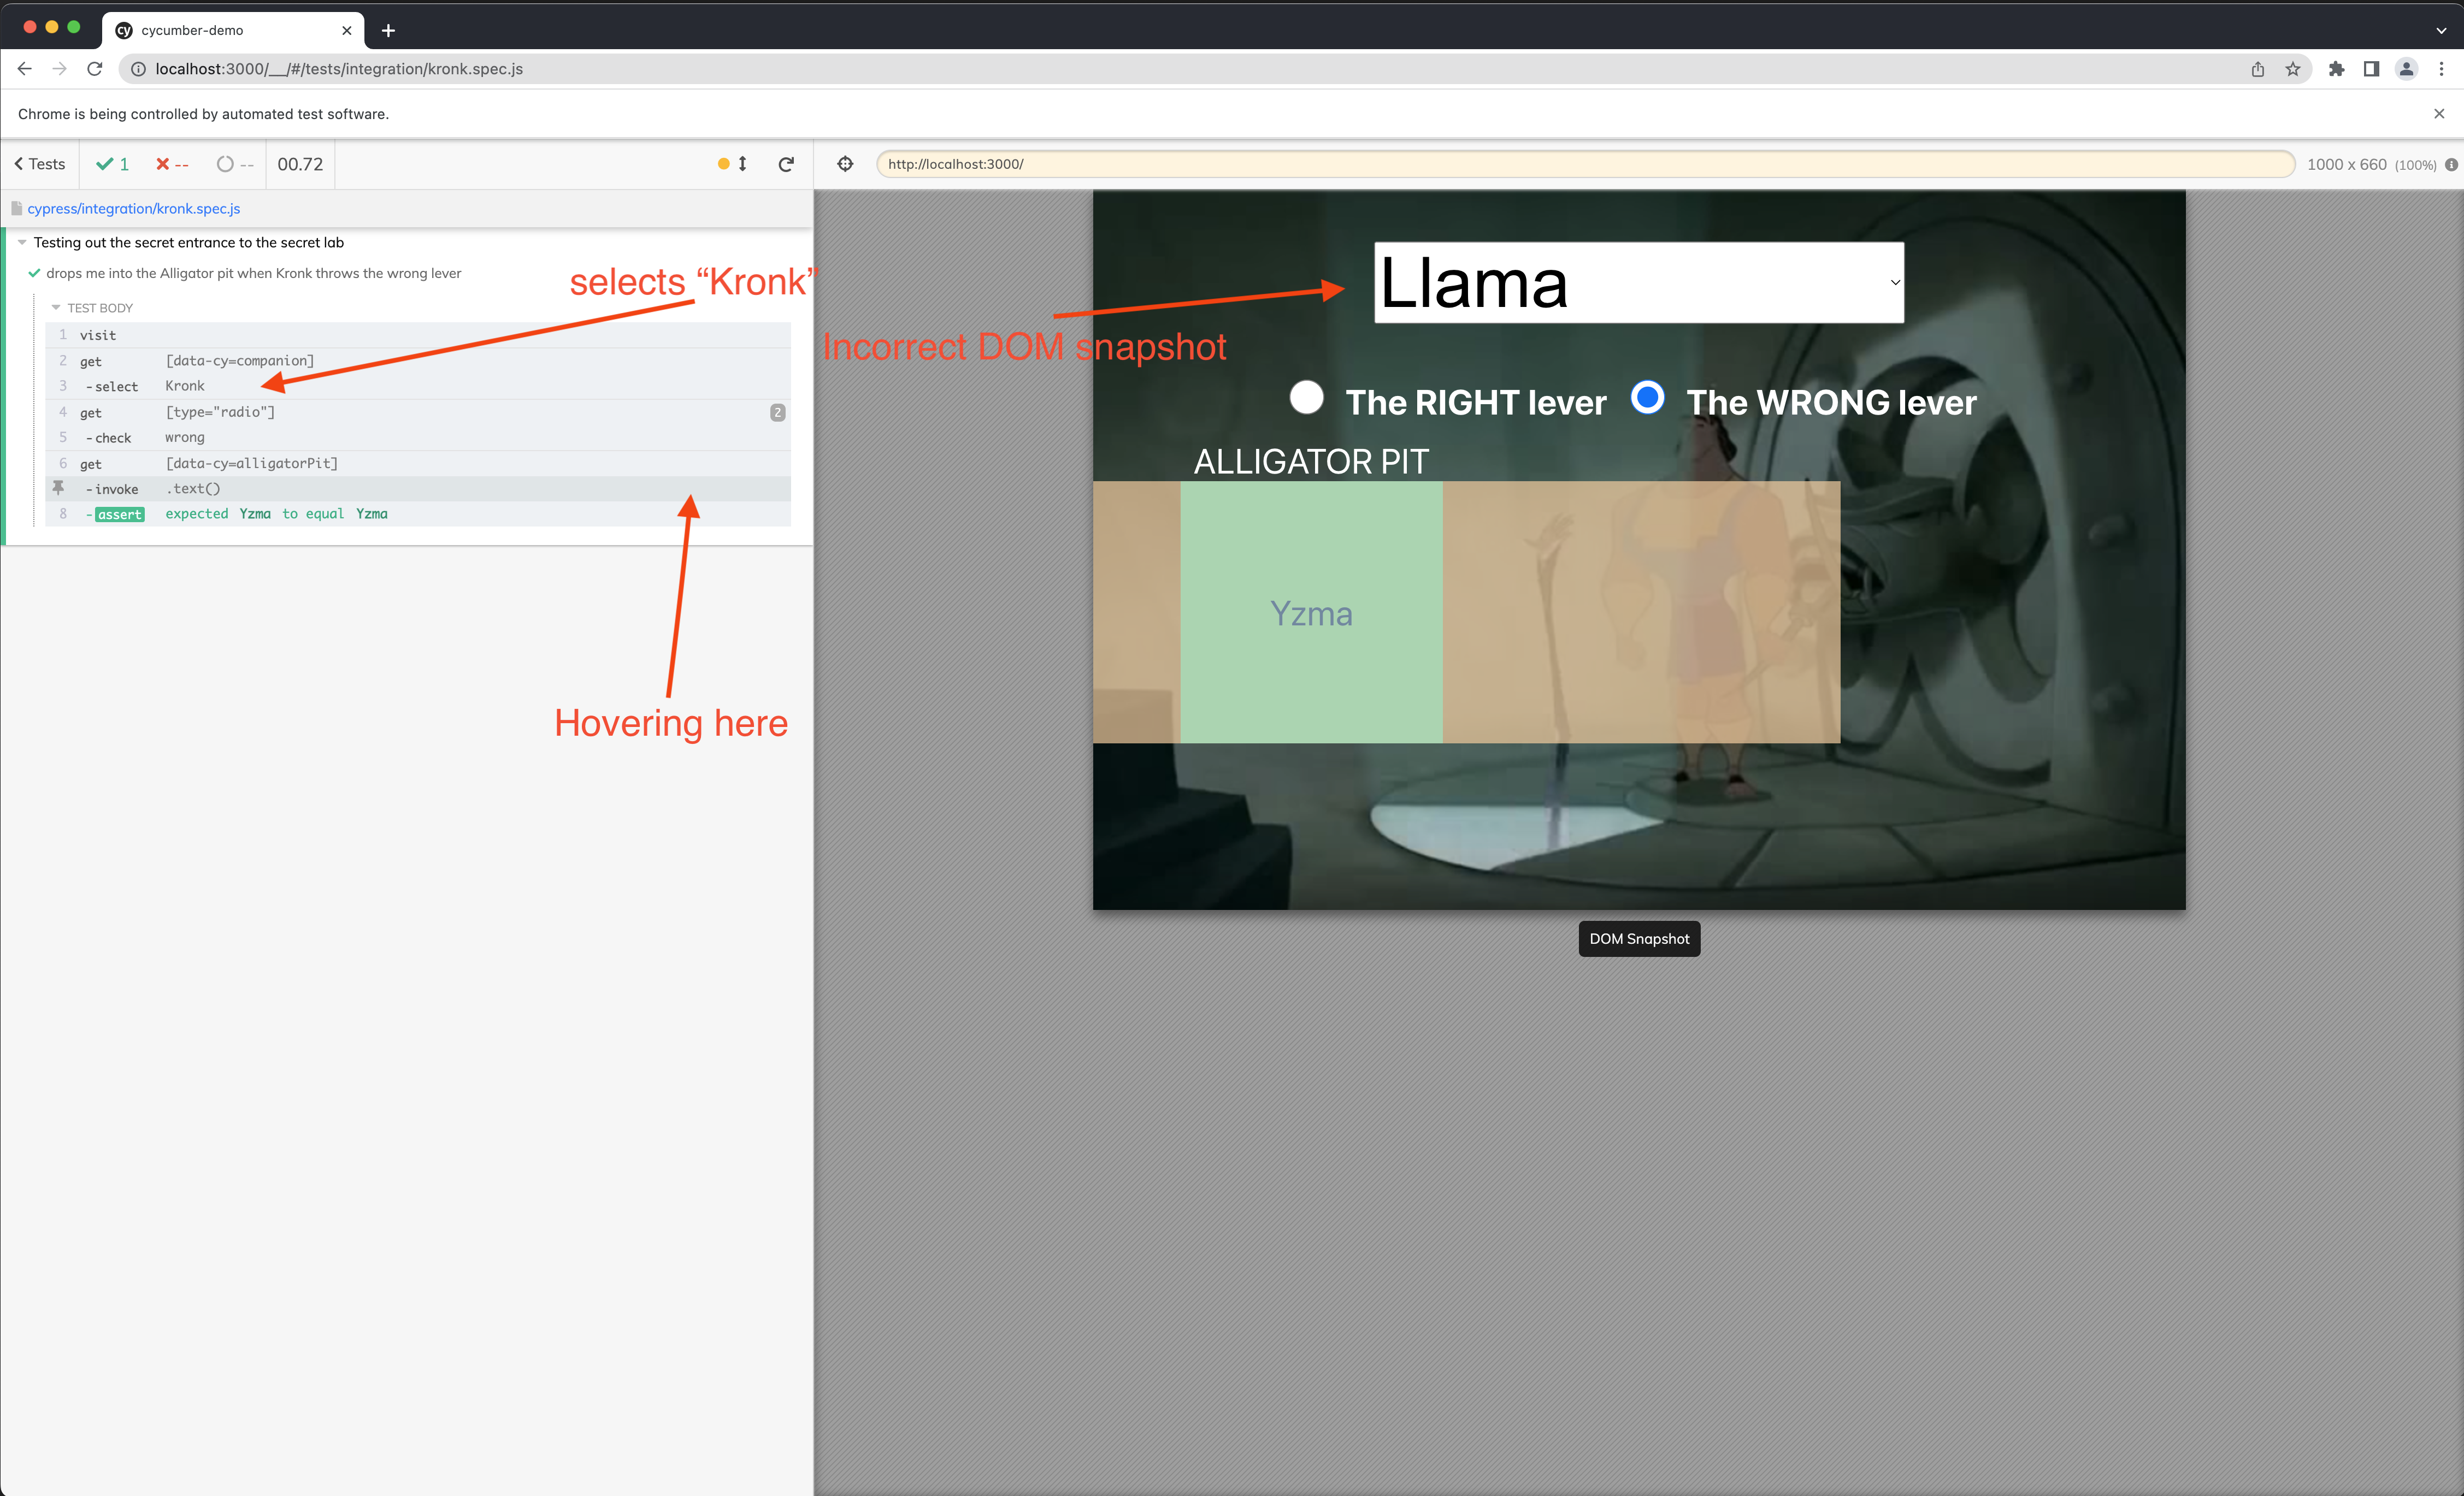 cycumber-demo
localhost:3000/__/#/tests/integration/kronk.spec.js
Chrome is being controlled by automated test software.
Tests 1 -- -- 00.72
http://localhost:3000/ 1000 x 660 (100%)
cypress/integration/kronk.spec.js
Testing out the secret entrance to the secret lab
drops me into the Alligator pit when Kronk throws the wrong lever
selects “Kronk”
TEST BODY
1 visit
2 get [data-cy=companion]
3 -select Kronk
4 get [type="radio"] 2
5 -check wrong
6 get [data-cy=alligatorPit]
-invoke .text()
8 -assert expected Yzma to equal Yzma
Hovering here
Llama
Incorrect DOM snapshot
The RIGHT lever The WRONG lever
ALLIGATOR PIT
Yzma
DOM Snapshot